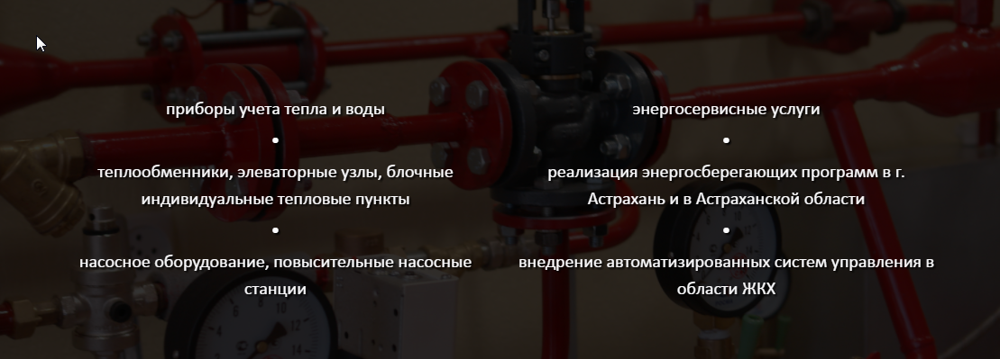 приборы учета тепла и воды
•
теплообменники, элеваторные узлы, блочные
индивидуальные тепловые пункты
•
насосное оборудование, повысительные насосные
станции
энергосервисные услуги
•
реализация энергосберегающих программ в г.
Астрахань и в Астраханской области
•
внедрение автоматизированных систем управления в
области ЖКХ